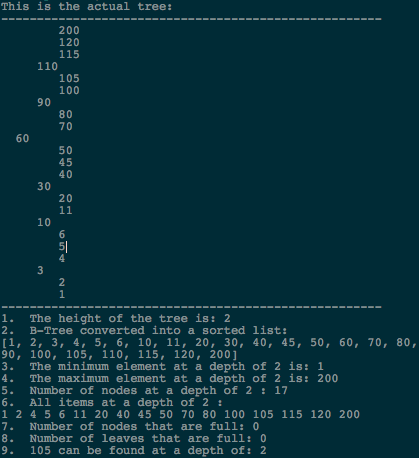 This is the actual tree:
-----------------------------------------------------
200
120
115
110
105
100
90
80
70
60
50
45
40
30
20
11
10
6
5
4
3
2
1
-----------------------------------------------------
1.  The height of the tree is: 2
2.  B-Tree converted into a sorted list:
[1, 2, 3, 4, 5, 6, 10, 11, 20, 30, 40, 45, 50, 60, 70, 80,
90, 100, 105, 110, 115, 120, 200]
3.  The minimum element at a depth of 2 is: 1
4.  The maximum element at a depth of 2 is: 200
5.  Number of nodes at a depth of 2 : 17
6.  All items at a depth of 2 :
1 2 4 5 6 11 20 40 45 50 70 80 100 105 115 120 200
7.  Number of nodes that are full: 0
8.  Number of leaves that are full: 0
9.  105 can be found at a depth of: 2